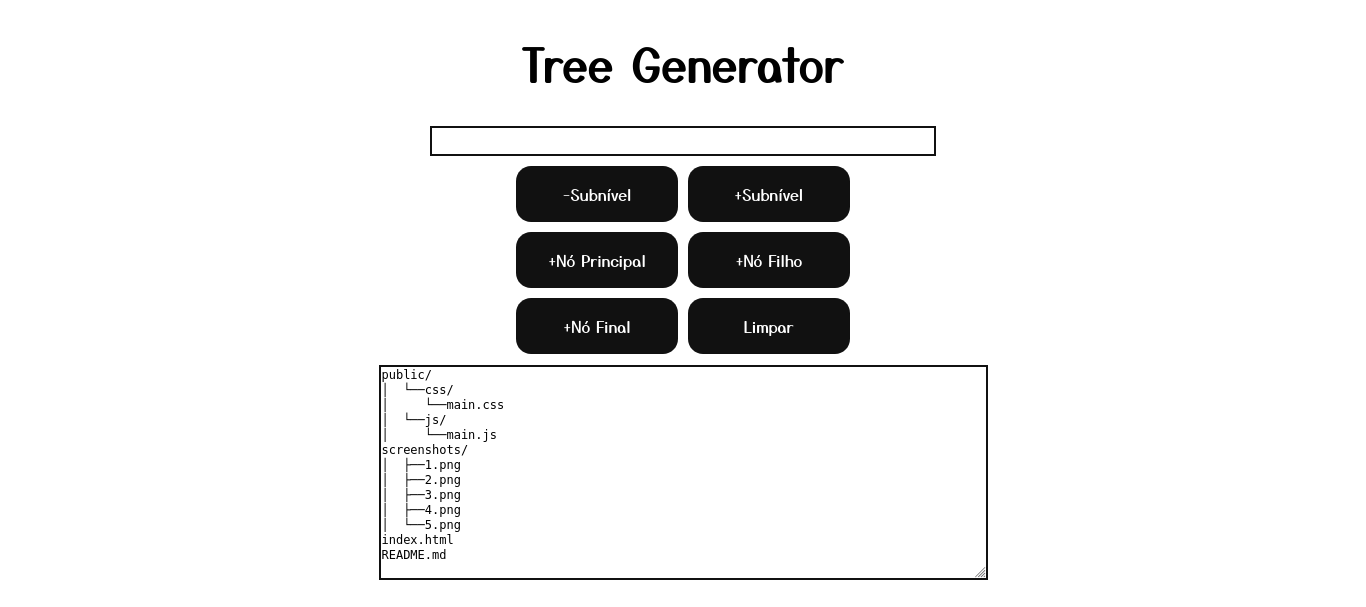 Tree Generator
-Subnível
+Subnível
+Nó Principal
+Nó Filho
+Nó Final
Limpar
public/
│  └──css/
│     └──main.css
│  └──js/
│     └──main.js
screenshots/
│  ├──1.png
│  ├──2.png
│  ├──3.png
│  ├──4.png
│  └──5.png
index.html
README.md